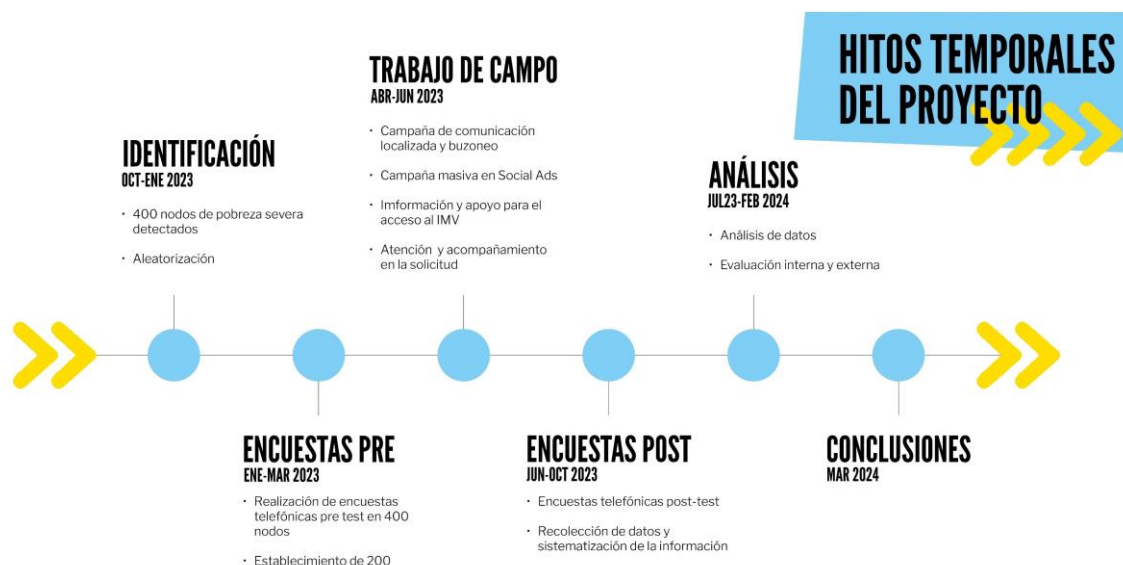 HITOS TEMPORALES
DEL PROYECTO
IDENTIFICACIÓN
OCT-ENE 2023
· 400 nodos de pobreza severa
detectados
· Aleatorización
ENCUESTAS PRE
ENE-MAR 2023
· Realización de encuestas
telefónicas pre test en 400
nodos
· Establecimiento de 200
TRABAJO DE CAMPO
ABR-JUN 2023
· Campaña de comunicación
localizada y buzoneo
· Campaña masiva en Social Ads
· Imformación y apoyo para el
acceso al IMV
· Atención y acompañamiento
en la solicitud
ENCUESTAS POST
JUN-OCT 2023
· Encuestas telefónicas post-test
· Recolección de datos y
sistematización de la información
ANÁLISIS
JUL23-FEB 2024
· Análisis de datos
· Evaluación interna y externa
CONCLUSIONES
MAR 2024